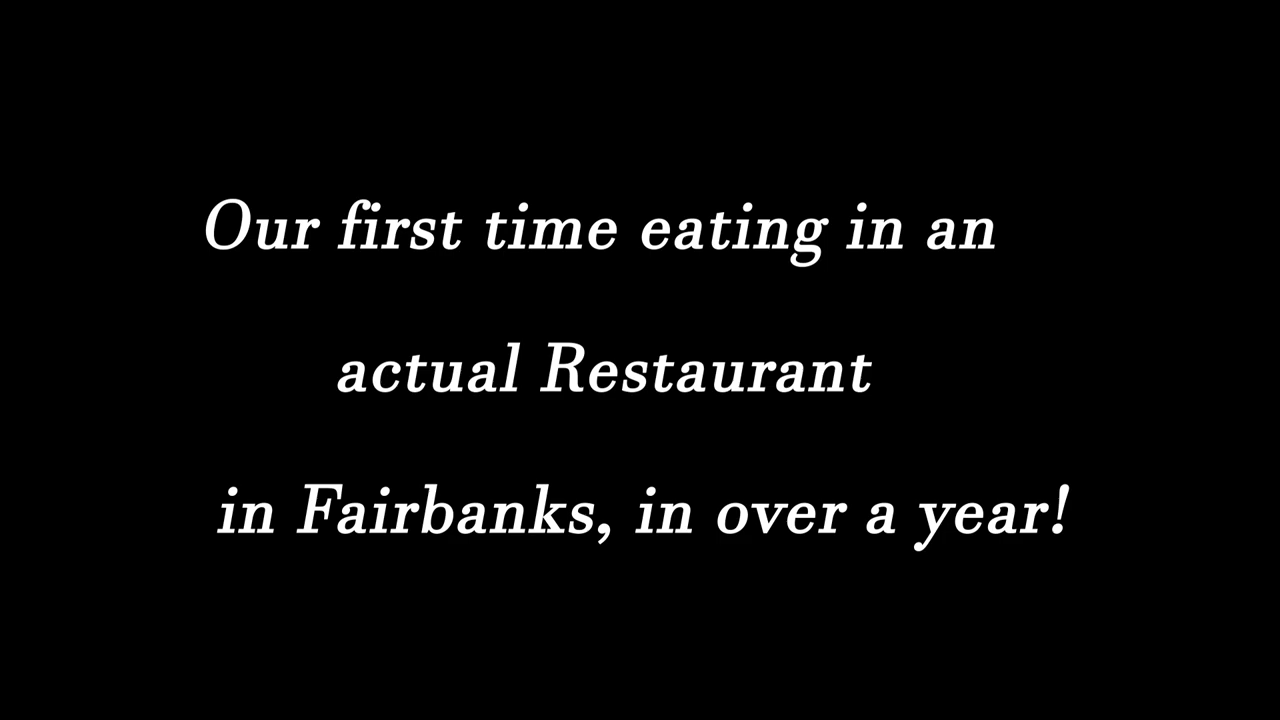 Our first time eating in an
actual Restaurant
in Fairbanks, in over a year!